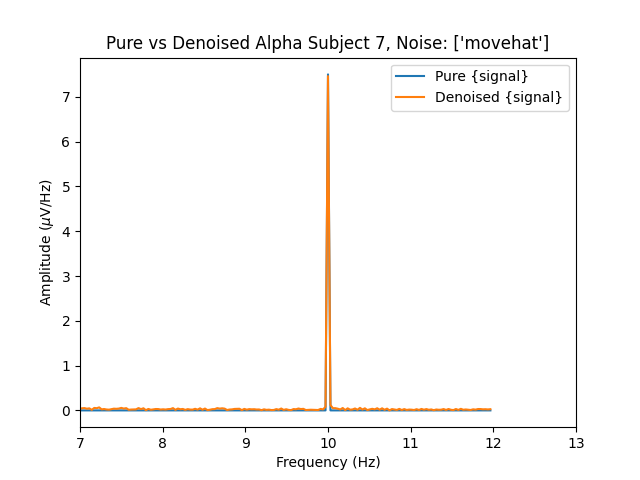 Pure vs Denoised Alpha Subject 7, Noise: ['movehat']
Pure {signal}
Denoised {signal}
Amplitude (μV/Hz)
7
6
5
4
3
2
1
0
7 8 9 10 11 12 13
Frequency (Hz)